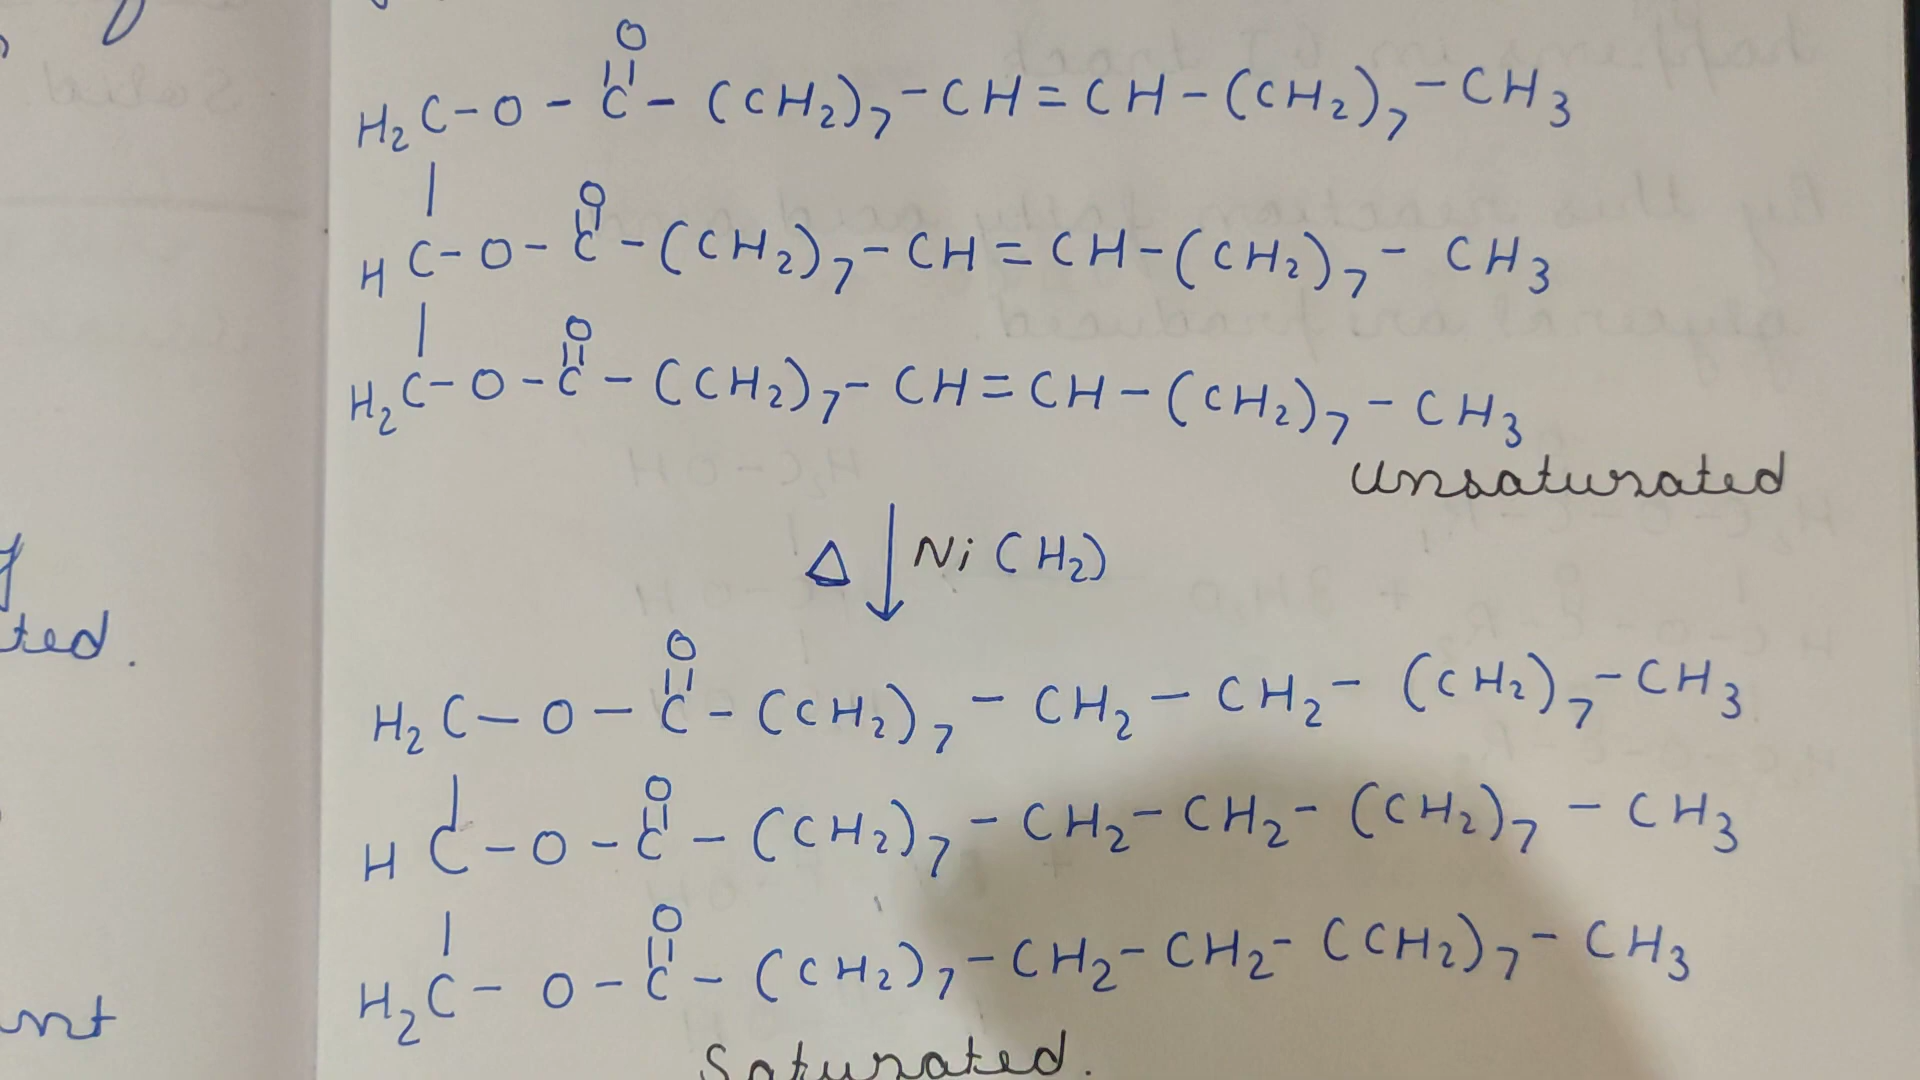 O
H₂C-O-C-(CH₂)₇-CH=CH-(CH₂)₇-CH₃
O
HC-O-C-(CH₂)₇-CH=CH-(CH₂)₇-CH₃
O
H₂C-O-C-(CH₂)₇-CH=CH-(CH₂)₇-CH₃
Unsaturated
Δ ↓ Ni (H₂)
O
H₂C-O-C-(CH₂)₇-CH₂-CH₂-(CH₂)₇-CH₃
O
HC-O-C-(CH₂)₇-CH₂-CH₂-(CH₂)₇-CH₃
O
H₂C-O-C-(CH₂)₇-CH₂-CH₂-(CH₂)₇-CH₃
Saturated.